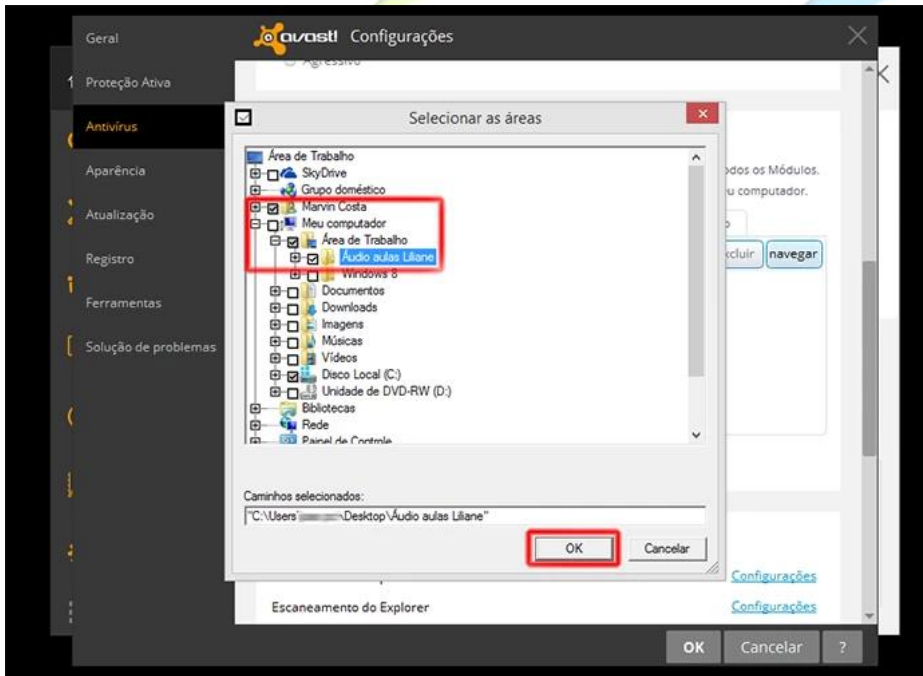 Geral
avast! Configurações
Agressivo
Proteção Ativa
Antivírus
Aparência
Atualização
Registro
Ferramentas
Solução de problemas
Selecionar as áreas
Área de Trabalho
SkyDrive
Grupo doméstico
Marvin Costa
Meu computador
Área de Trabalho
Áudio aulas Liliane
Windows 8
Documentos
Downloads
Imagens
Músicas
Vídeos
Disco Local (C:)
Unidade de DVD-RW (D:)
Bibliotecas
Rede
Painel de Controle
os Módulos.
computador.
navegar
Caminhos selecionados:
"C:\Users\ \Desktop\Áudio aulas Liliane"
OK Cancelar
Configurações
Escaneamento do Explorer Configurações
OK Cancelar ?